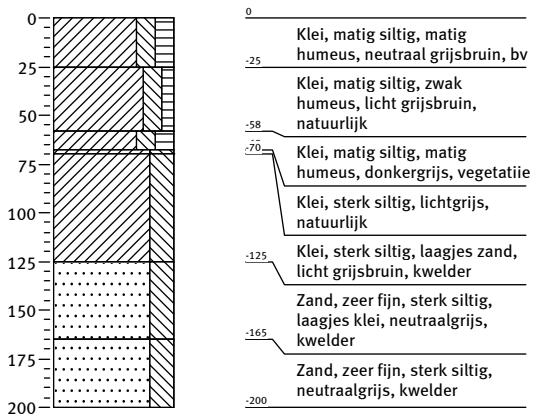 0
25
50
75
100
125
150
175
200
0
Klei, matig siltig, matig
humeus, neutraal grijsbruin, bv
-25
Klei, matig siltig, zwak
humeus, licht grijsbruin,
natuurlijk
-58
-70
Klei, matig siltig, matig
humeus, donkergrijs, vegetatiie
Klei, sterk siltig, lichtgrijs,
natuurlijk
-125
Klei, sterk siltig, laagjes zand,
licht grijsbruin, kwelder
Zand, zeer fijn, sterk siltig,
laagjes klei, neutraalgrijs,
kwelder
-165
Zand, zeer fijn, sterk siltig,
neutraalgrijs, kwelder
-200